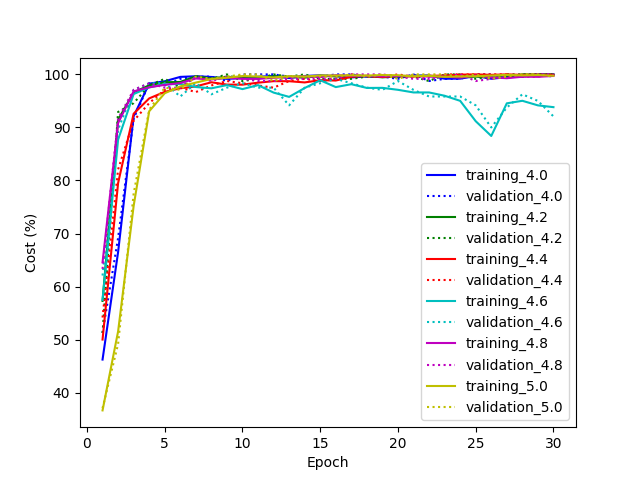 100
90
80
70
60
50
40
Cost (%)
0
5
10
15
20
25
30
Epoch
training_4.0
validation_4.0
training_4.2
validation_4.2
training_4.4
validation_4.4
training_4.6
validation_4.6
training_4.8
validation_4.8
training_5.0
validation_5.0